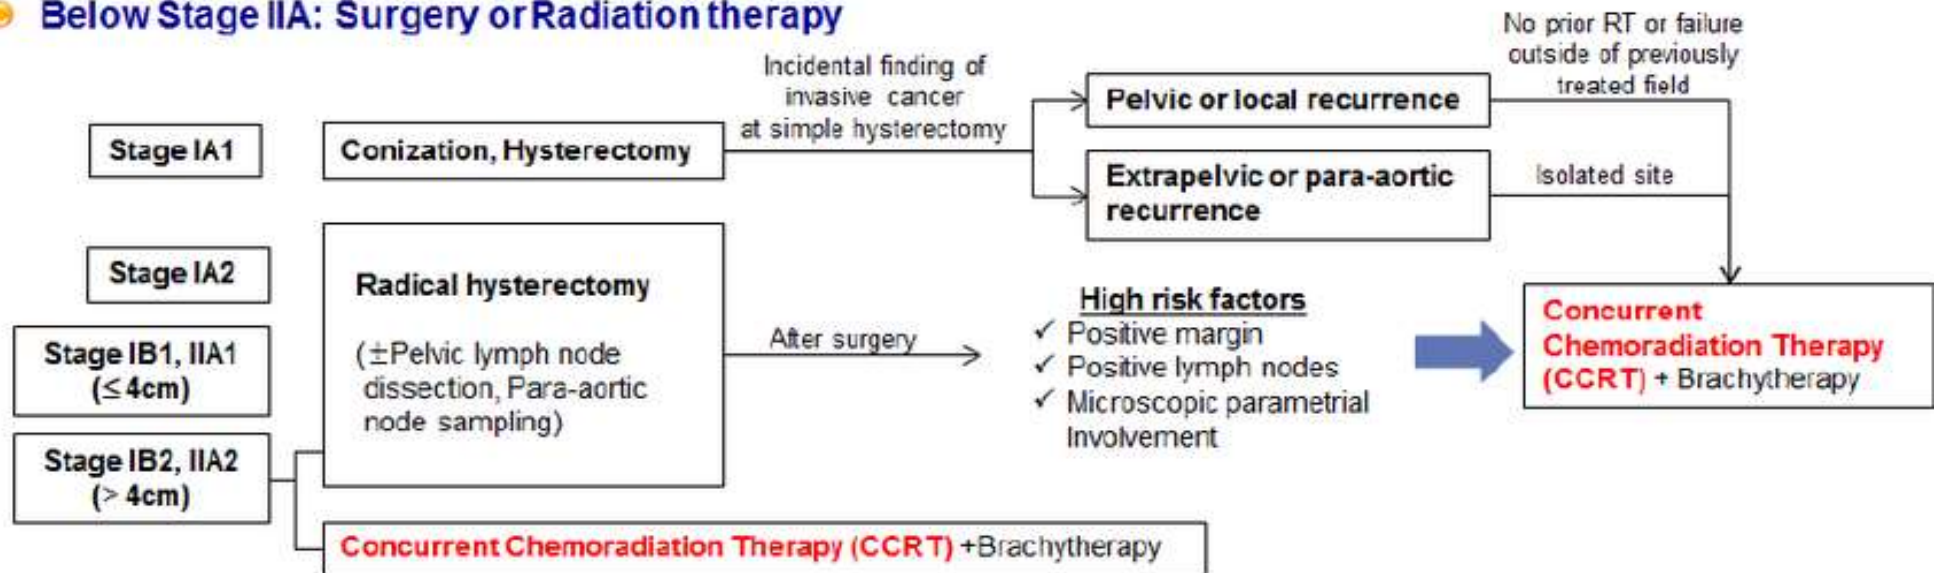 Below Stage IIA: Surgery or Radiation therapy
No prior RT or failure
outside of previously
treated field
Incidental finding of
invasive cancer
at simple hysterectomy
Pelvic or local recurrence
Stage IA1
Conization, Hysterectomy
Extrapelvic or para-aortic
recurrence
Isolated site
Stage IA2
Radical hysterectomy
(±Pelvic lymph node
dissection, Para-aortic
node sampling)
After surgery
High risk factors
✓ Positive margin
✓ Positive lymph nodes
✓ Microscopic parametrial
Involvement
Concurrent
Chemoradiation Therapy
(CCRT) + Brachytherapy
Stage IB1, IIA1
(≤ 4cm)
Stage IB2, IIA2
(> 4cm)
Concurrent Chemoradiation Therapy (CCRT) +Brachytherapy